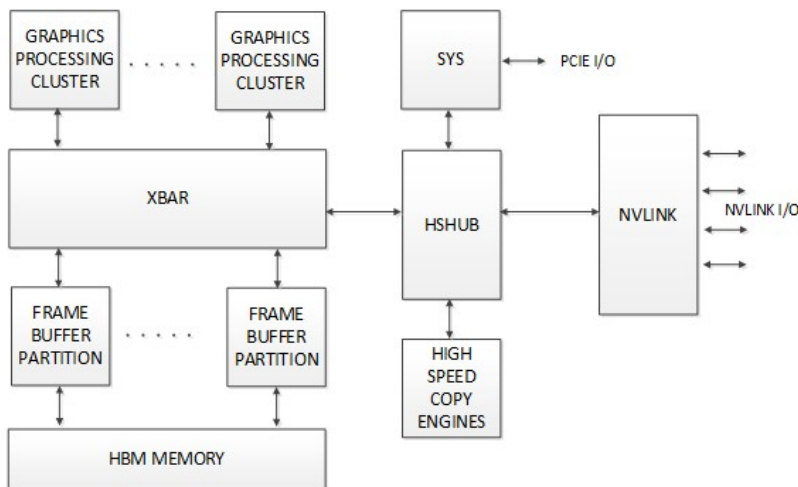 GRAPHICS
PROCESSING
CLUSTER
GRAPHICS
PROCESSING
CLUSTER
SYS
PCIE I/O
XBAR
HSHUB
NVLINK
NVLINK I/O
FRAME
BUFFER
PARTITION
FRAME
BUFFER
PARTITION
HIGH
SPEED
COPY
ENGINES
HBM MEMORY